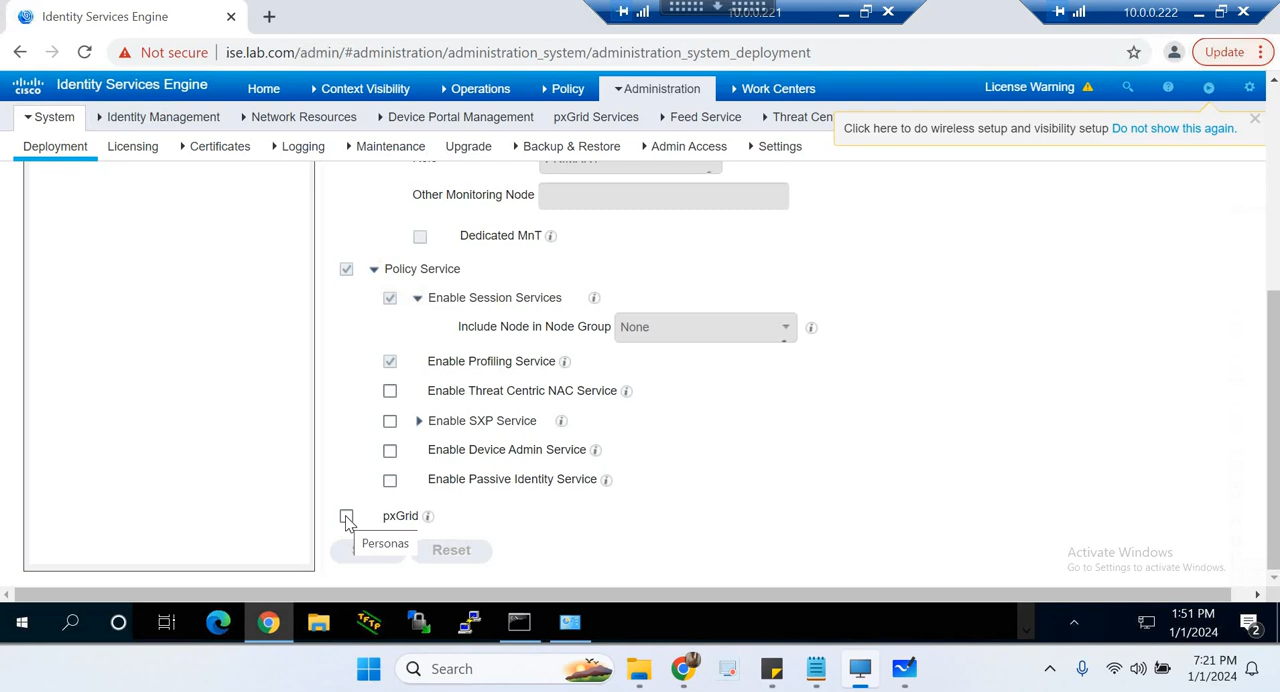 Identity Services Engine
10.0.0.221
10.0.0.222
Not secure
ise.lab.com/admin/#administration/administration_system/administration_system_deployment
Update
CISCO
Identity Services Engine
Home
Context Visibility
Operations
Policy
Administration
Work Centers
License Warning
System
Identity Management
Network Resources
Device Portal Management
pxGrid Services
Feed Service
Threat Cen
Click here to do wireless setup and visibility setup Do not show this again.
Deployment
Licensing
Certificates
Logging
Maintenance
Upgrade
Backup & Restore
Admin Access
Settings
Other Monitoring Node
Dedicated MnT
Policy Service
Enable Session Services
Include Node in Node Group
None
Enable Profiling Service
Enable Threat Centric NAC Service
Enable SXP Service
Enable Device Admin Service
Enable Passive Identity Service
pxGrid
Personas
Reset
Activate Windows
Go to Settings to activate Windows.
TFTP
1:51 PM
1/1/2024
2
Search
7:21 PM
1/1/2024